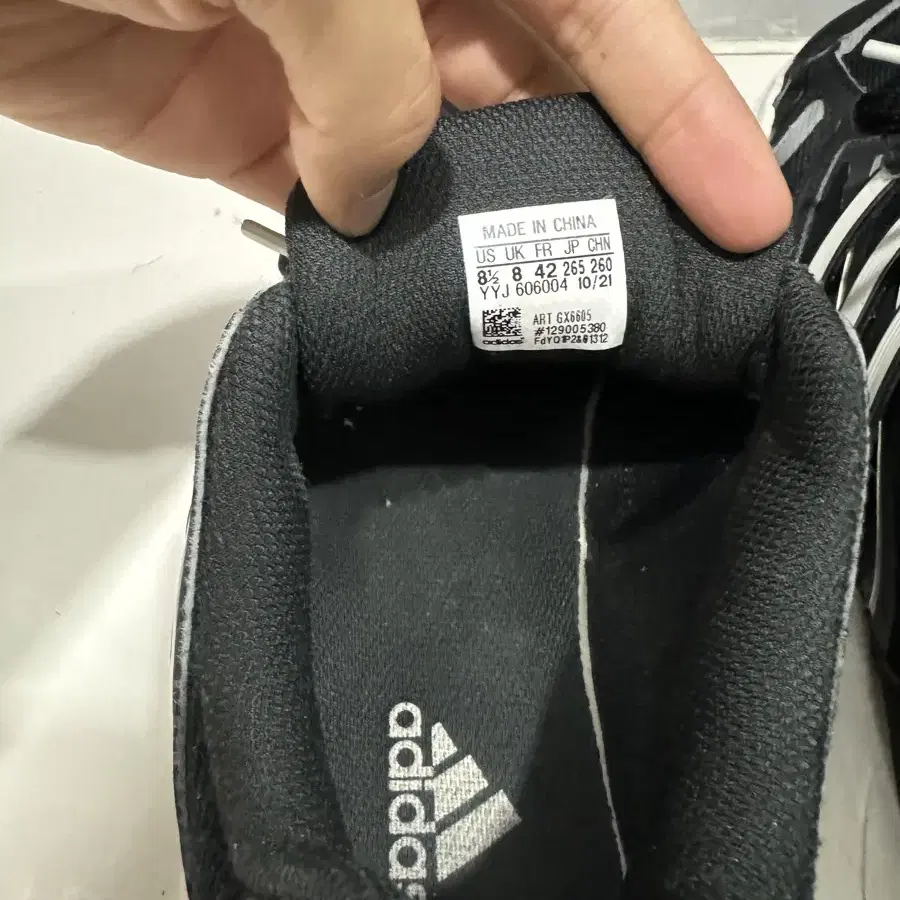 MADE IN CHINA
US UK FR JP CHN
8½ 8 42 265 260
YYJ 606004 10/21
ART GX6605
#129005380
adidas
adidas